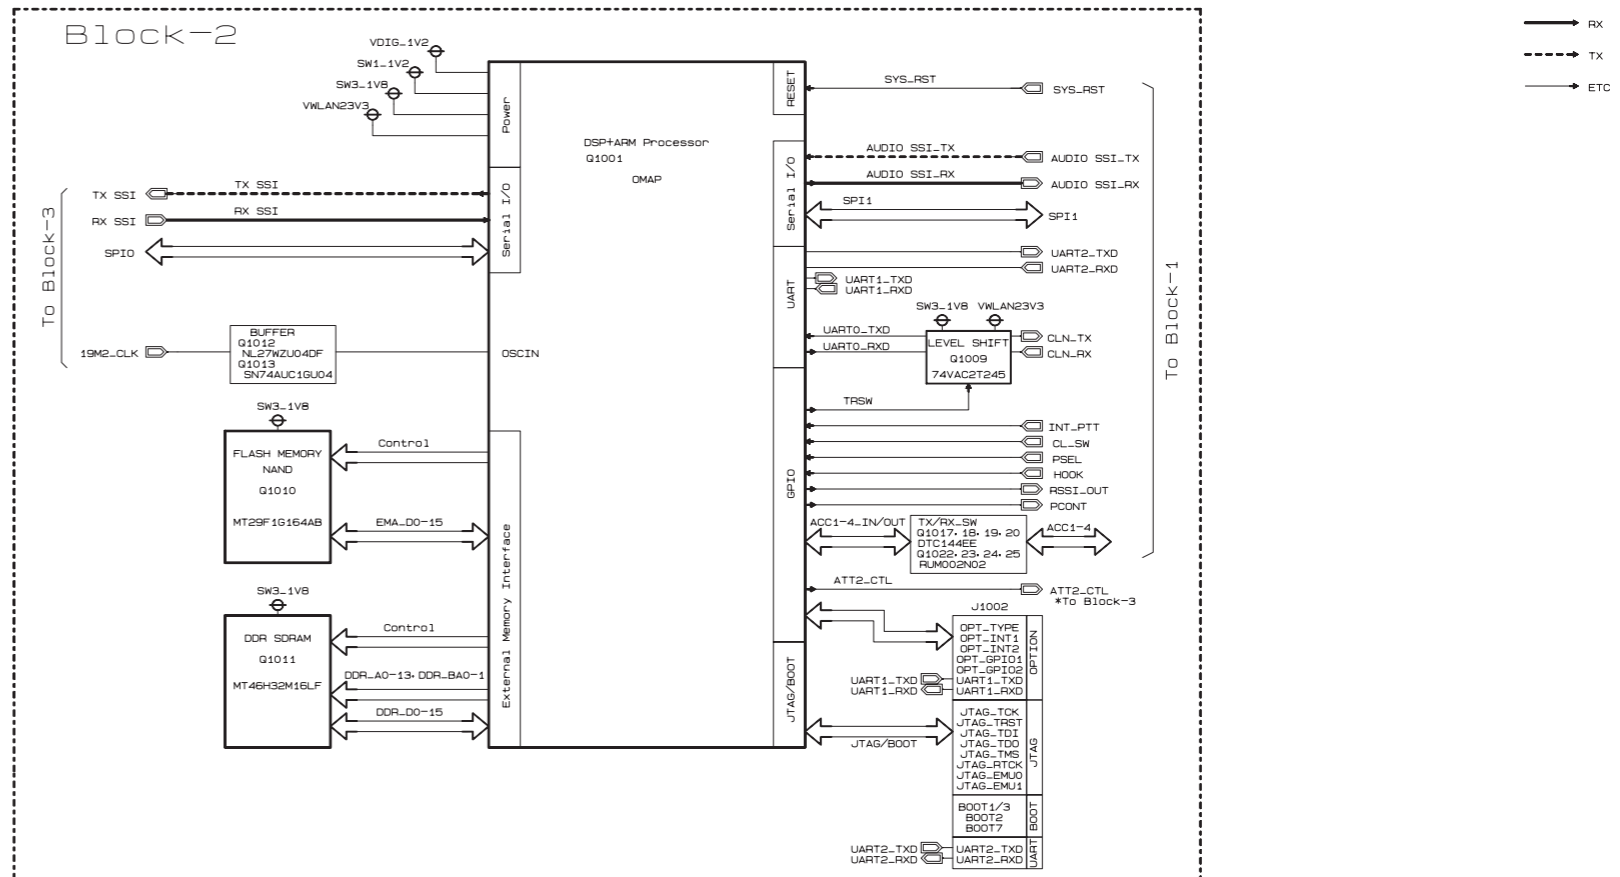 Block-2
RX
TX
ETC
VDIG_1V2
SW1_1V2
SW3_1V8
VWLAN23V3
Power
DSP+ARM Processor
Q1001
OMAP
RESET
SYS_RST
SYS_RST
AUDIO SSI_TX
AUDIO SSI_TX
AUDIO SSI_RX
AUDIO SSI_RX
Serial I/O
SPI1
SPI1
To Block-3
TX SSI
TX SSI
RX SSI
RX SSI
SPI0
Serial I/O
UART2_TXD
UART2_RXD
UART
UART1_TXD
UART1_RXD
To Block-1
SW3_1V8
VWLAN23V3
UART0_TXD
UART0_RXD
LEVEL SHIFT
Q1009
74VAC2T245
CLN_TX
CLN_RX
19M2_CLK
BUFFER
Q1012
NL27WZU04DF
Q1013
SN74AUC1GU04
OSCIN
TRSW
INT_PTT
CL_SW
PSEL
HOOK
RSSI_OUT
PCONT
GPIO
SW3_1V8
FLASH MEMORY
NAND
Q1010
MT29F1G164AB
Control
EMA_D0-15
External Memory Interface
ACC1-4_IN/OUT
TX/RX_SW
Q1017.18.19.20
DTC144EE
Q1022.23.24.25
RUM002N02
ACC1-4
ATT2_CTL
ATT2_CTL
*To Block-3
SW3_1V8
DDR SDRAM
Q1011
MT46H32M16LF
Control
DDR_A0-13.DDR_BA0-1
DDR_D0-15
JTAG/BOOT
JTAG/BOOT
J1002
OPT_TYPE
OPT_INT1
OPT_INT2
OPT_GPIO1
OPT_GPIO2
UART1_TXD
UART1_TXD
UART1_RXD
UART1_RXD
OPTION
JTAG_TCK
JTAG_TRST
JTAG_TDI
JTAG_TDO
JTAG_TMS
JTAG_RTCK
JTAG_EMU0
JTAG_EMU1
JTAG
BOOT1/3
BOOT2
BOOT7
BOOT
UART2_TXD
UART2_TXD
UART2_RXD
UART2_RXD
UART